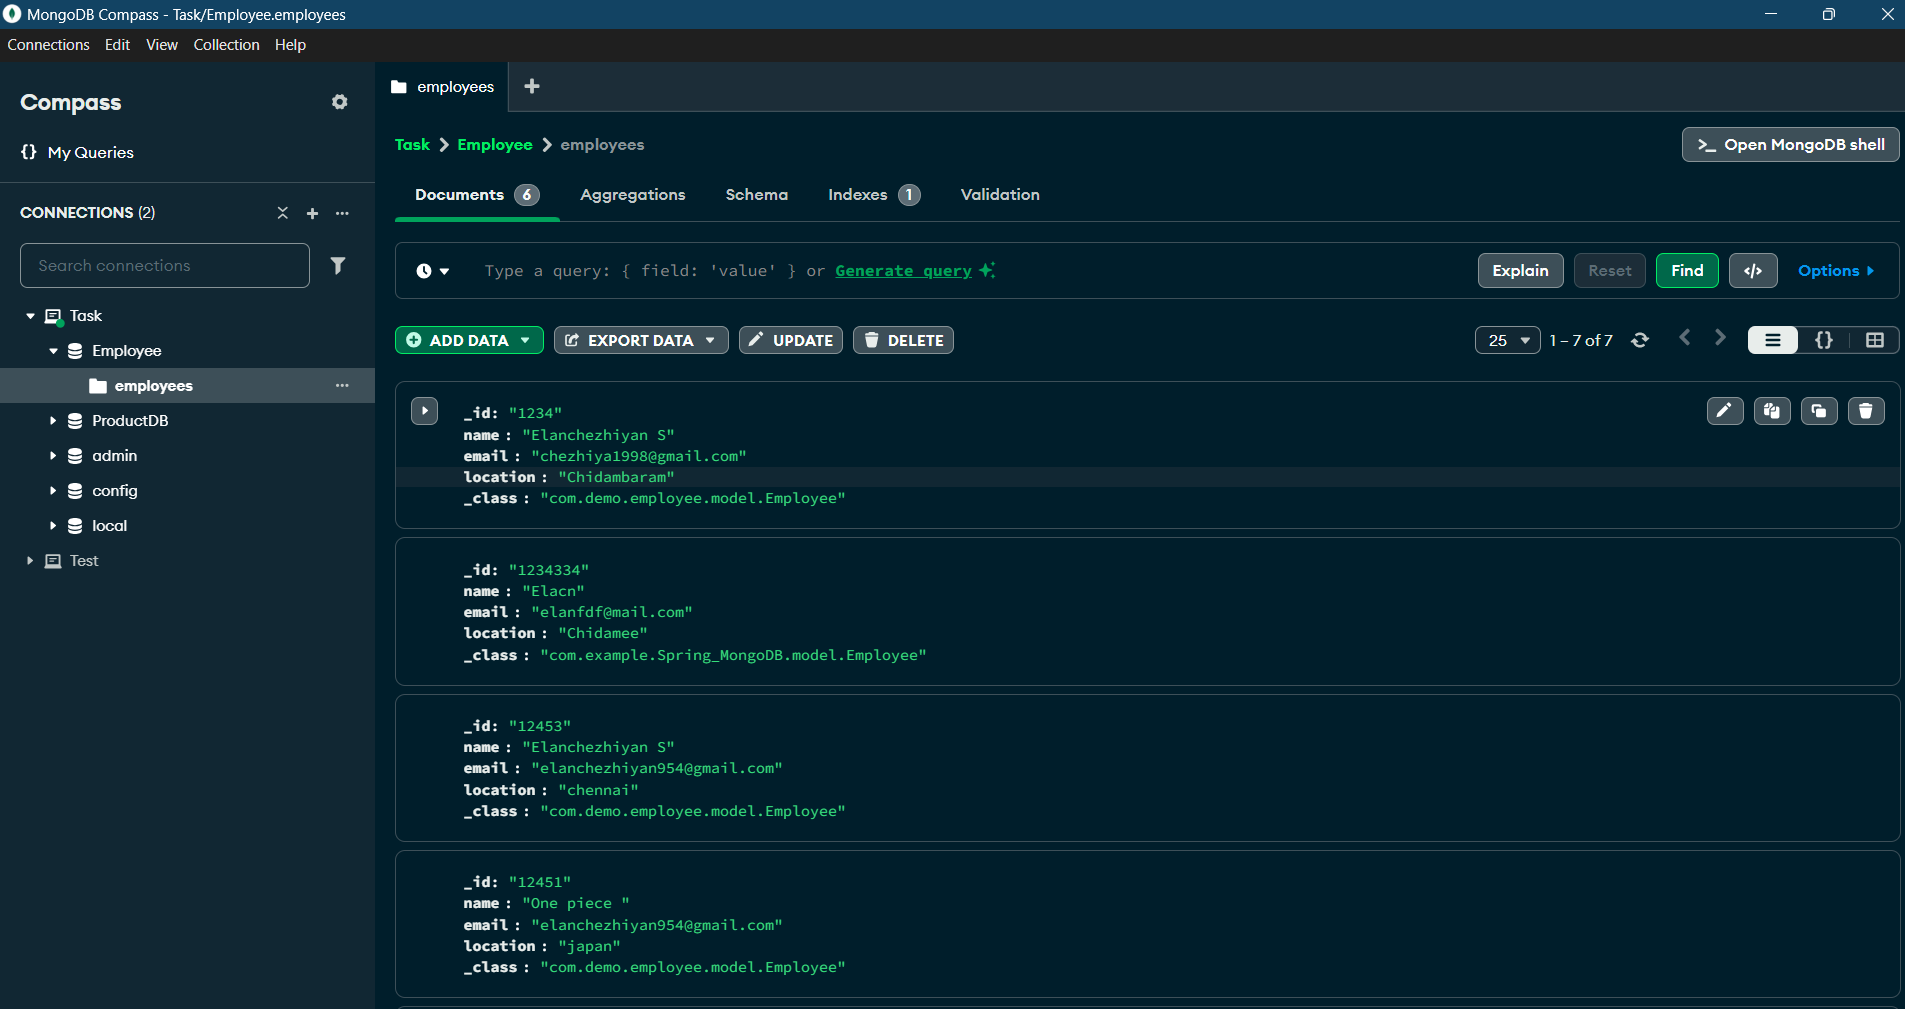 MongoDB Compass - Task/Employee.employees
Connections Edit View Collection Help
Compass
{} My Queries
CONNECTIONS (2)
Search connections
Task
Employee
employees
ProductDB
admin
config
local
Test
employees
Task > Employee > employees
>_ Open MongoDB shell
Documents 6 Aggregations Schema Indexes 1 Validation
Type a query: { field: 'value' } or Generate query
Explain Reset Find </> Options
ADD DATA EXPORT DATA UPDATE DELETE
25 1 – 7 of 7 {}
_id: "1234"
name : "Elanchezhiyan S"
email : "chezhiya1998@gmail.com"
location : "Chidambaram"
_class : "com.demo.employee.model.Employee"
_id: "1234334"
name : "Elacn"
email : "elanfdf@mail.com"
location : "Chidamee"
_class : "com.example.Spring_MongoDB.model.Employee"
_id: "12453"
name : "Elanchezhiyan S"
email : "elanchezhiyan954@gmail.com"
location : "chennai"
_class : "com.demo.employee.model.Employee"
_id: "12451"
name : "One piece "
email : "elanchezhiyan954@gmail.com"
location : "japan"
_class : "com.demo.employee.model.Employee"